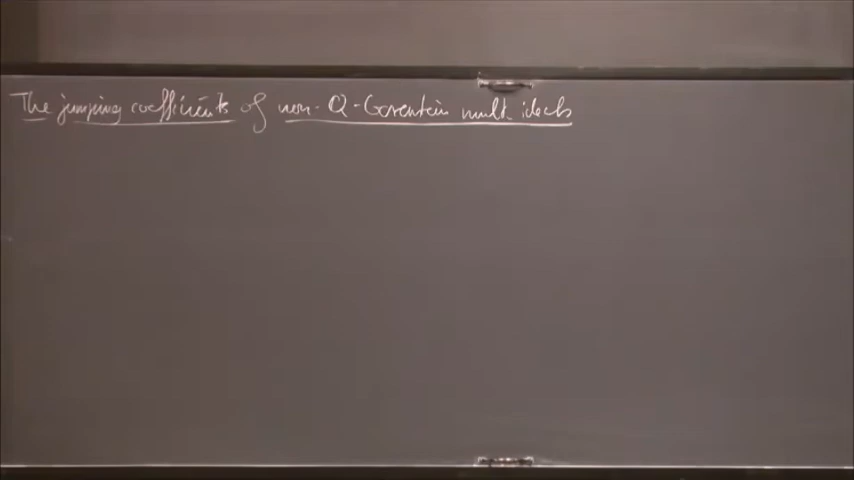 The jumping coefficients of non-Q-Gorenstein mult. ideals